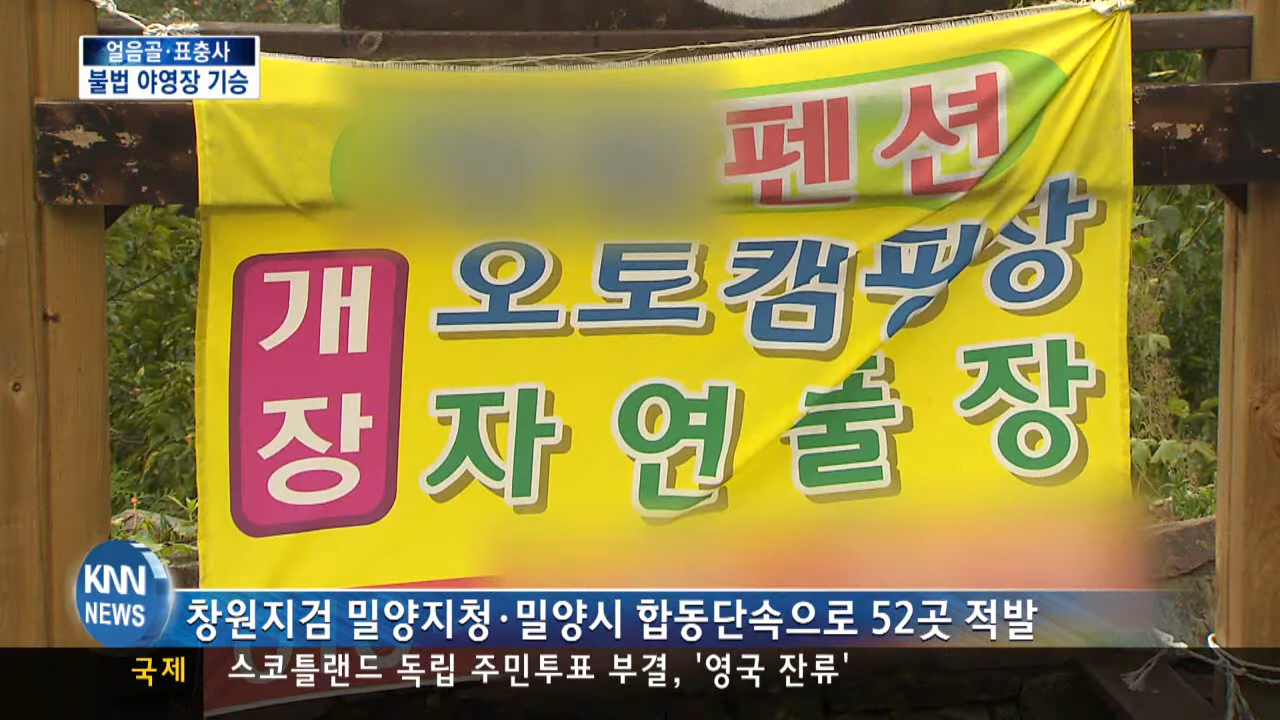 얼음골·표충사
불법 야영장 기승
펜션
개장
오토캠핑장
자연풀장
KNN
NEWS
창원지검 밀양지청·밀양시 합동단속으로 52곳 적발
국제 스코틀랜드 독립 주민투표 부결, '영국 잔류'